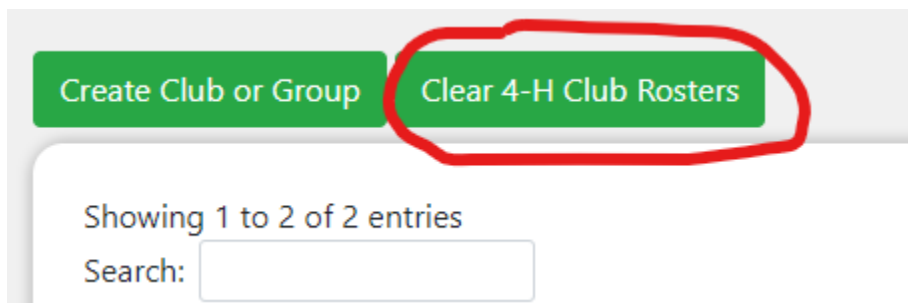 Create Club or Group Clear 4-H Club Rosters
Showing 1 to 2 of 2 entries
Search: